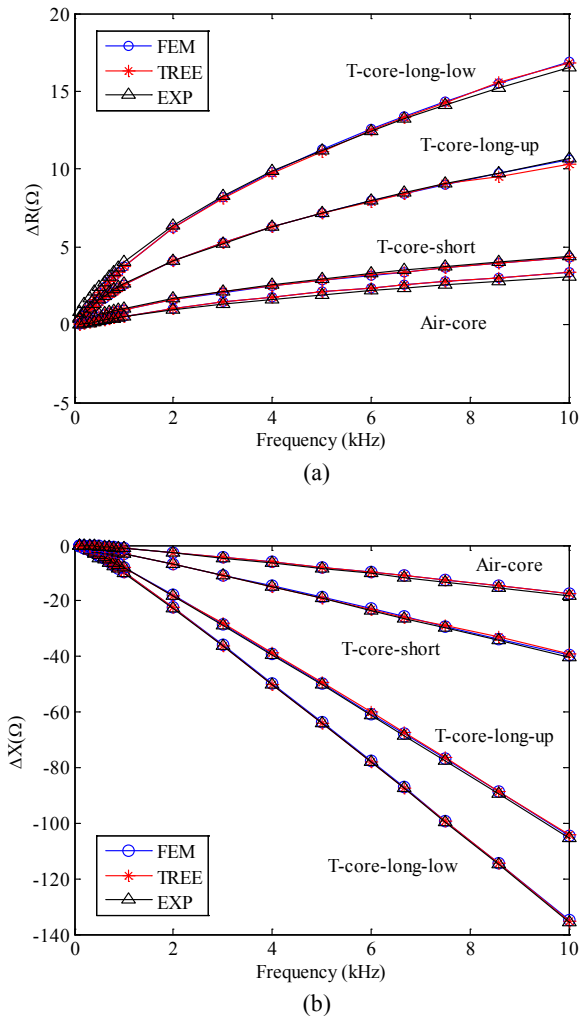 20
15
10
5
0
-5
ΔR(Ω)
FEM
TREE
EXP
T-core-long-low
T-core-long-up
T-core-short
Air-core
0 2 4 6 8 10
Frequency (kHz)
(a)
0
-20
-40
-60
-80
-100
-120
-140
ΔX(Ω)
Air-core
T-core-short
T-core-long-up
T-core-long-low
FEM
TREE
EXP
0 2 4 6 8 10
Frequency (kHz)
(b)